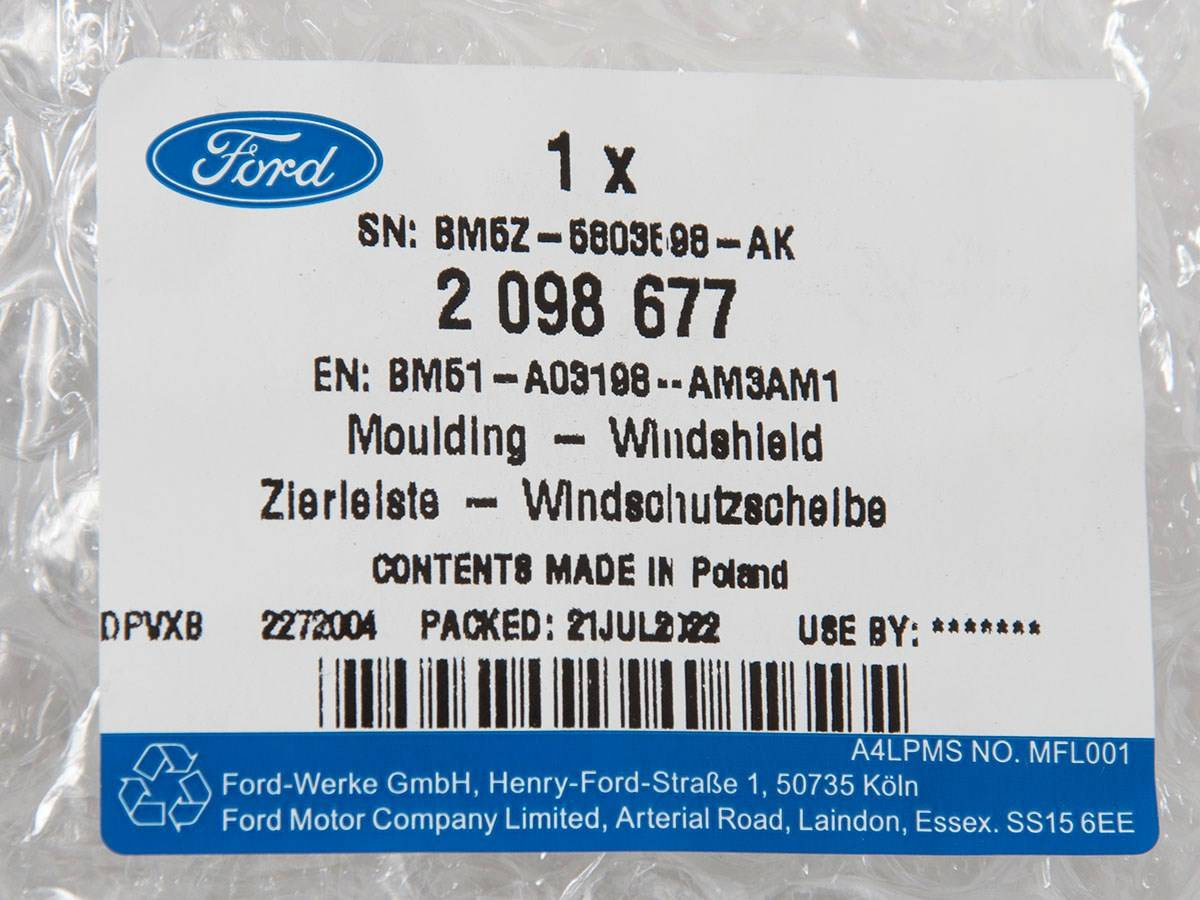 Ford
1 x
SN: BM5Z-5803598-AK
2 098 677
EN: BM51-A03198--AM3AM1
Moulding - Windshield
Zierleiste - Windschutzscheibe
CONTENTS MADE IN Poland
DPVXB 2272004 PACKED: 21JUL2022 USE BY: *******
A4LPMS NO. MFL001
Ford-Werke GmbH, Henry-Ford-Straße 1, 50735 Köln
Ford Motor Company Limited, Arterial Road, Laindon, Essex. SS15 6EE